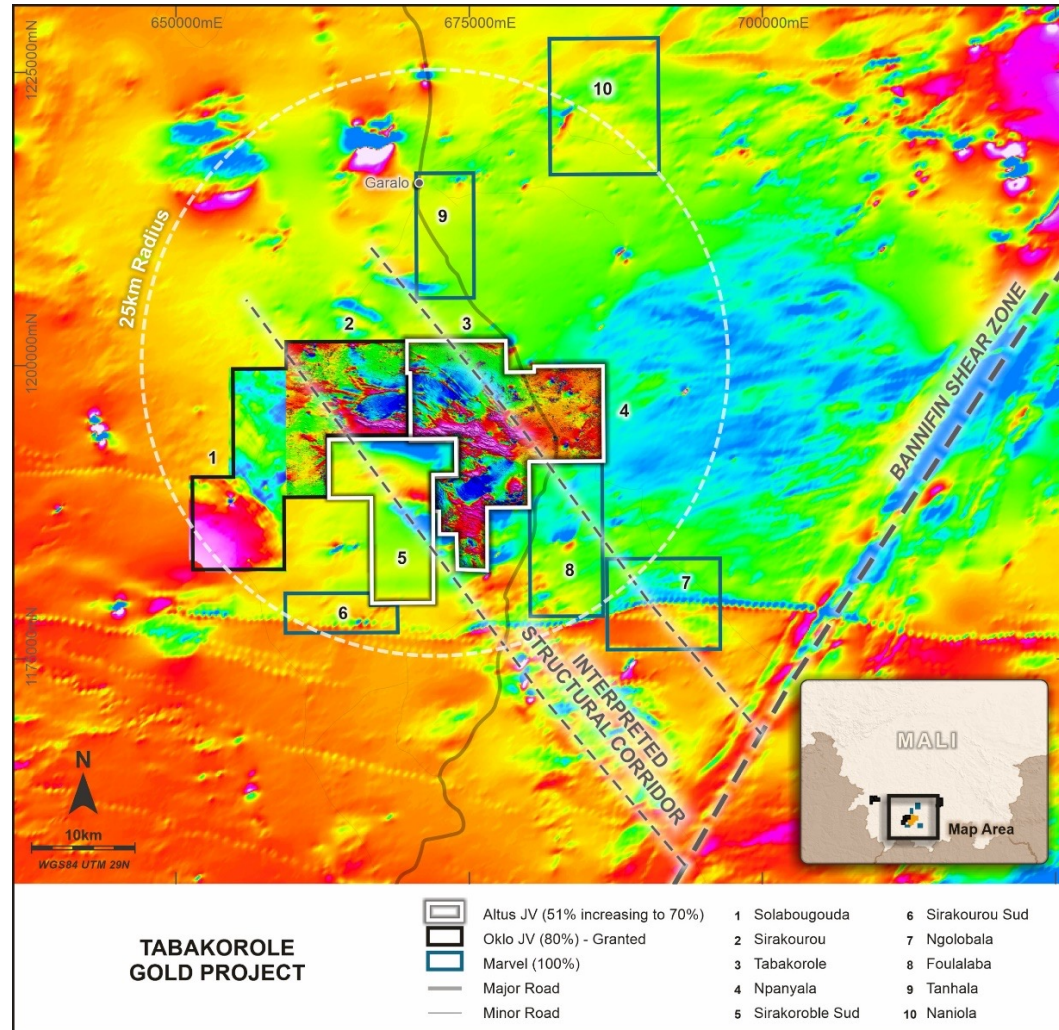 650000mE
675000mE
700000mE
1225000mN
1200000mN
1175000mN
10
Garalo
9
25km Radius
2
3
4
1
5
8
7
6
BANNIFIN SHEAR ZONE
INTERPRETED
STRUCTURAL CORRIDOR
N
10km
WGS84 UTM 29N
MALI
Map Area
TABAKOROLE
GOLD PROJECT
Altus JV (51% increasing to 70%)
Oklo JV (80%) - Granted
Marvel (100%)
Major Road
Minor Road
1 Solabougouda
2 Sirakourou
3 Tabakorole
4 Npanyala
5 Sirakoroble Sud
6 Sirakourou Sud
7 Ngolobala
8 Foulalaba
9 Tanhala
10 Naniola